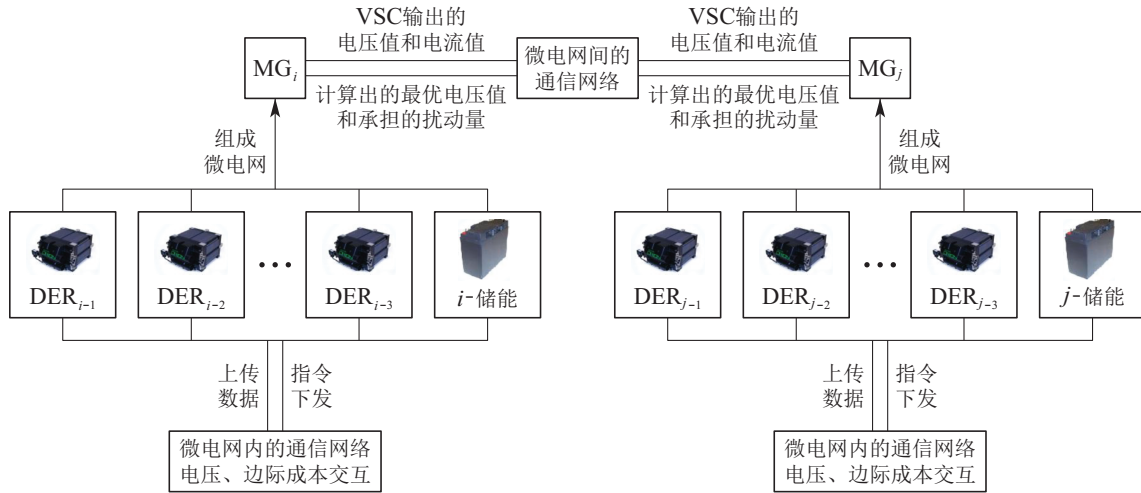 VSC输出的
电压值和电流值
VSC输出的
电压值和电流值
MG_i
微电网间的
通信网络
MG_j
计算出的最优电压值
和承担的扰动量
计算出的最优电压值
和承担的扰动量
组成
微电网
组成
微电网
DER_{i-1}
DER_{i-2}
...
DER_{i-3}
i-储能
DER_{j-1}
DER_{j-2}
...
DER_{j-3}
j-储能
上传
数据
指令
下发
上传
数据
指令
下发
微电网内的通信网络
电压、边际成本交互
微电网内的通信网络
电压、边际成本交互